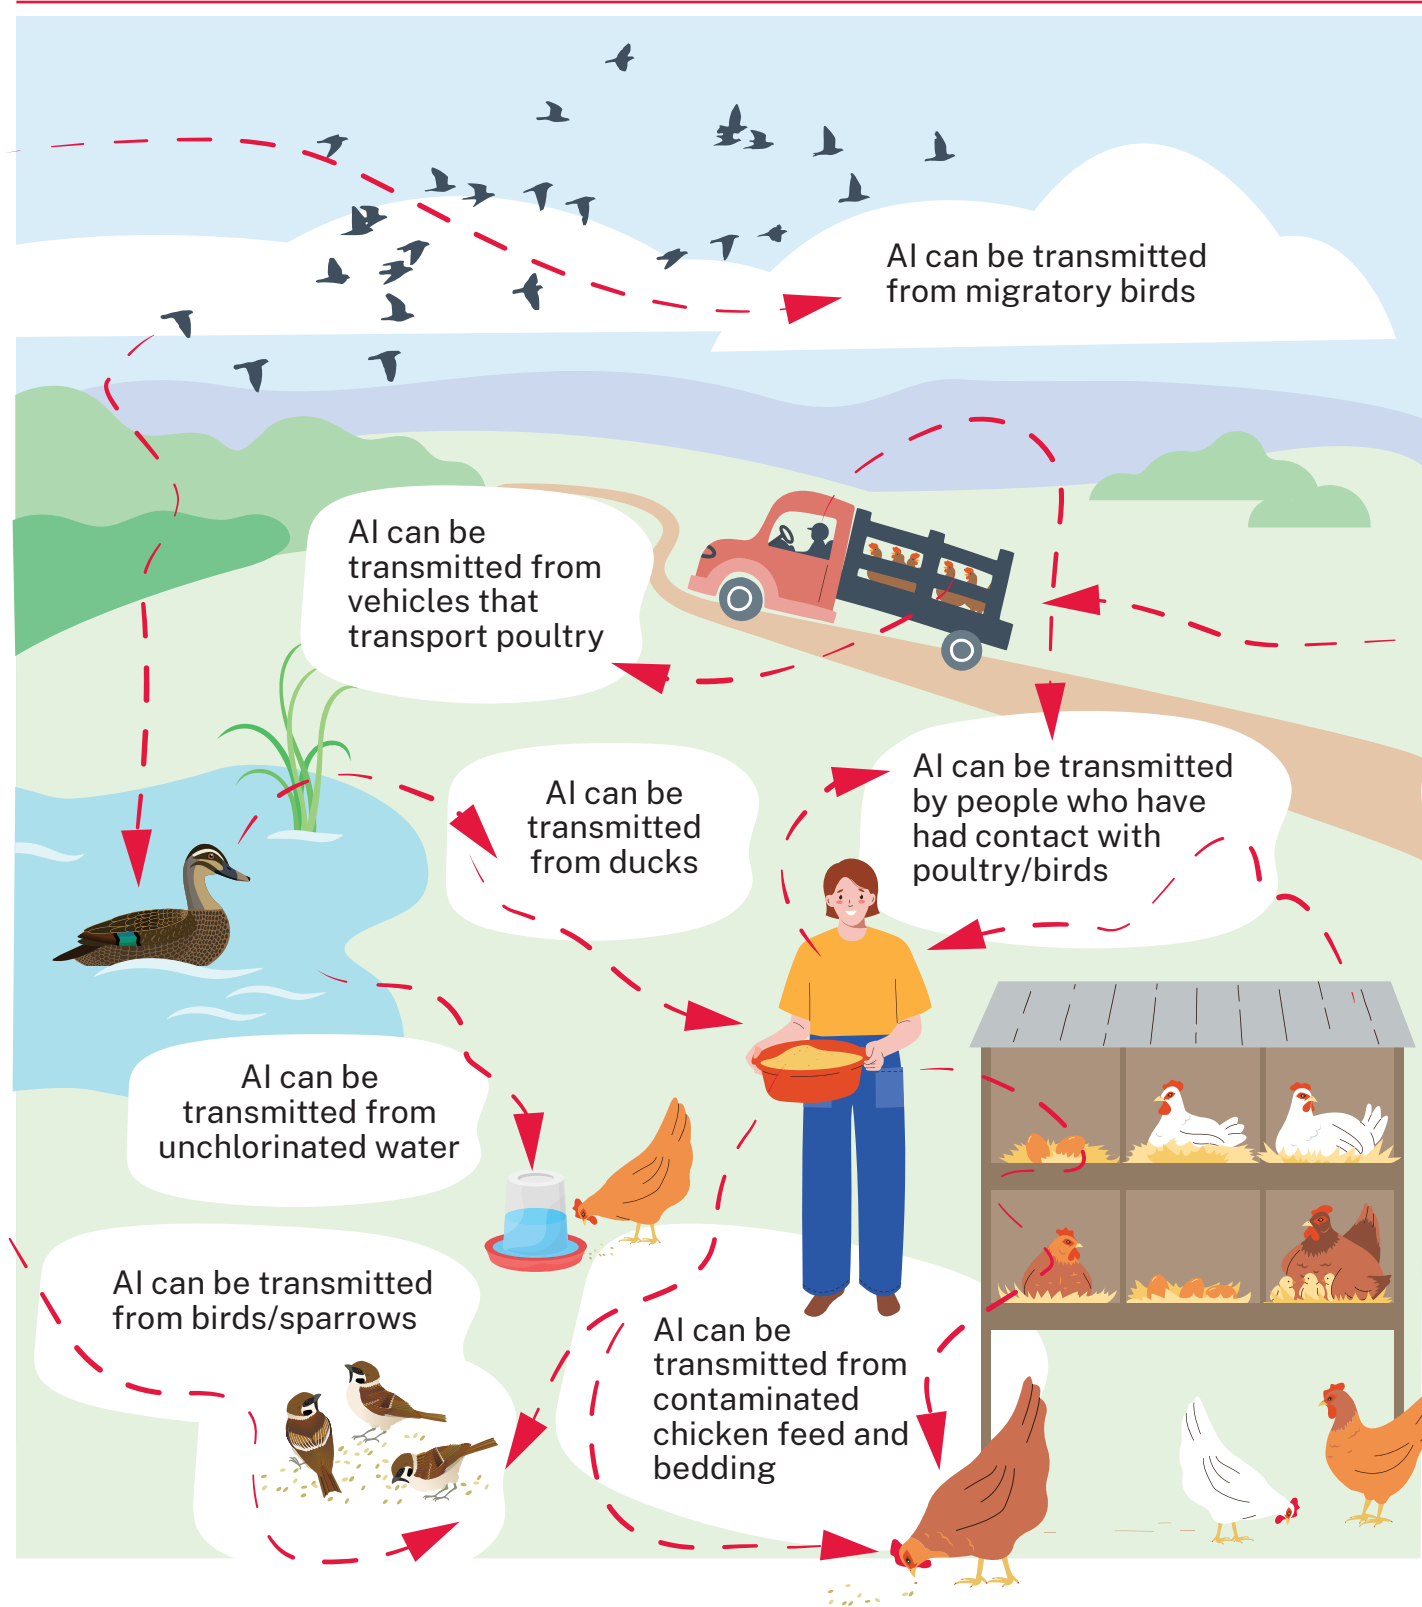 AI can be transmitted
from migratory birds
AI can be
transmitted from
vehicles that
transport poultry
AI can be transmitted
by people who have
had contact with
poultry/birds
AI can be
transmitted
from ducks
AI can be
transmitted from
unchlorinated water
AI can be transmitted
from birds/sparrows
AI can be
transmitted from
contaminated
chicken feed and
bedding